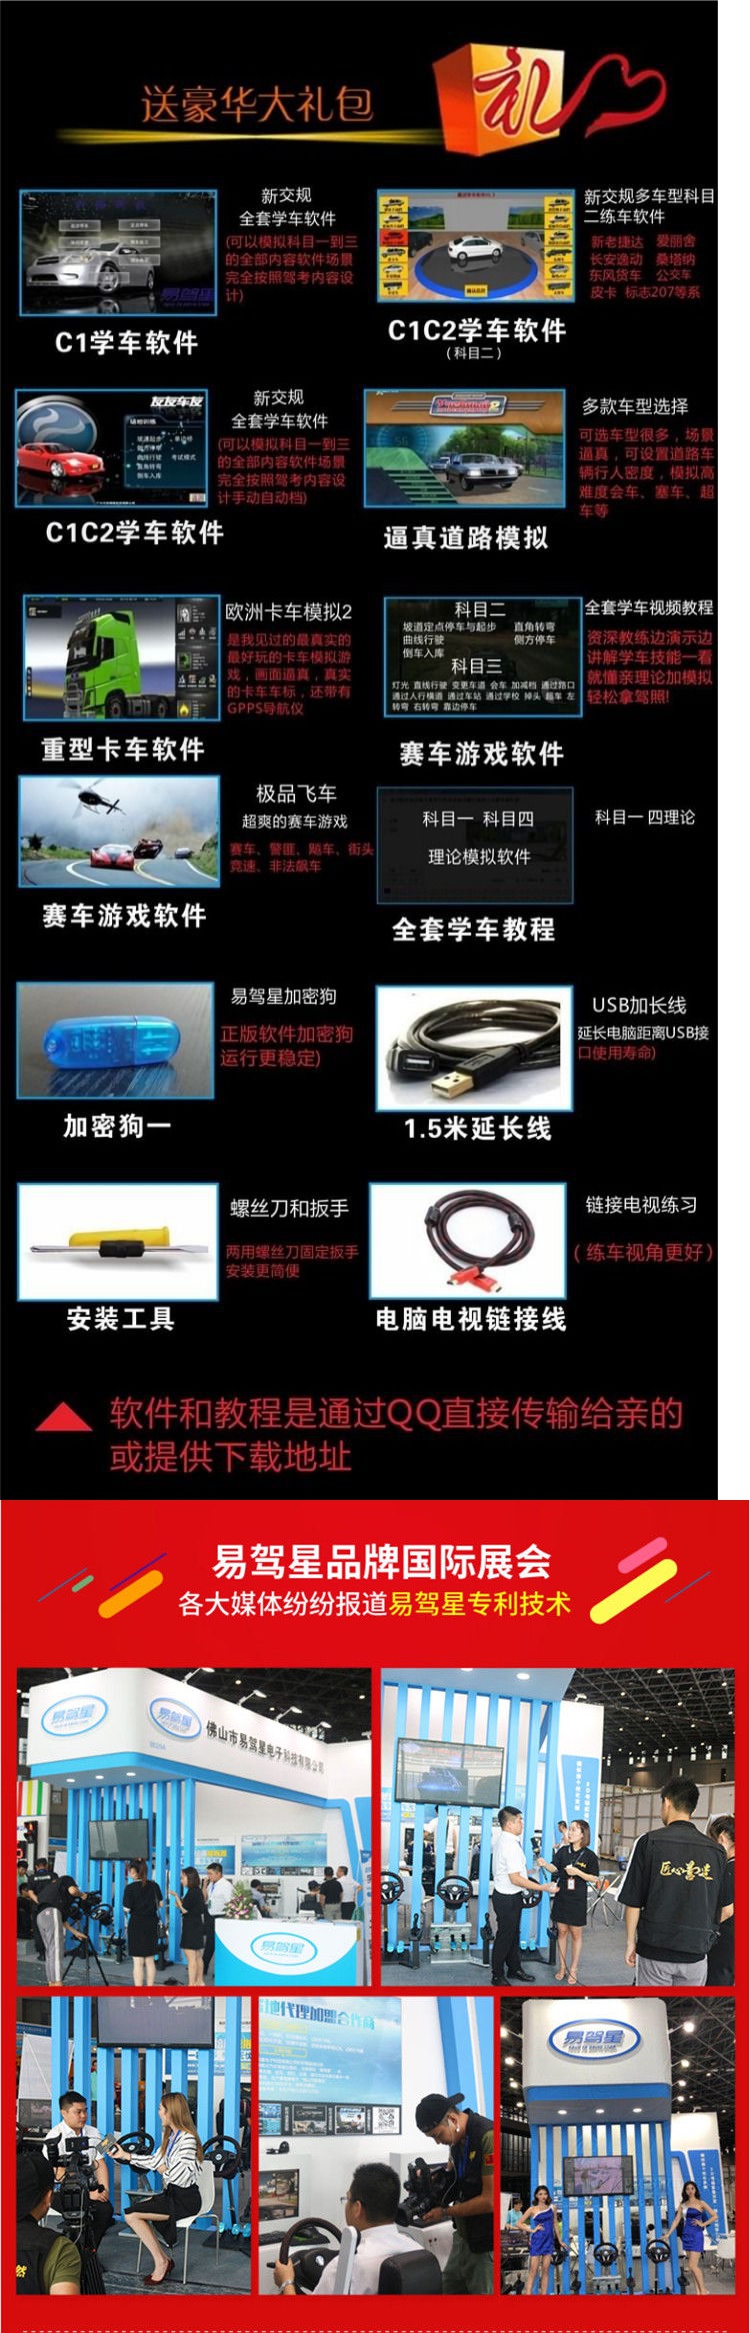 送豪华大礼包
礼
新交规
全套学车软件
(可以模拟科目一到三
的全部内容软件场景
完全按照驾考内容设
计)
易驾星
C1学车软件
新交规多车型科目
二练车软件
新老捷达 爱丽舍
长安逸动 桑塔纳
东风货车 公交车
皮卡 标志207等系
C1C2学车软件
(科目二)
友友车友
新交规
全套学车软件
(可以模拟科目一到三
的全部内容软件场景
完全按照驾考内容设
计手动自动档)
C1C2学车软件
多款车型选择
可选车型很多，场景
逼真，可设置道路车
辆行人密度，模拟高
难度会车、塞车、超
车等
逼真道路模拟
欧洲卡车模拟2
是我见过的最真实的
最好玩的卡车模拟游
戏，画面逼真，真实
的卡车车标，还带有
GPPS导航仪
重型卡车软件
科目二
坡道定点停车与起步 直角转弯
曲线行驶 侧方停车
倒车入库
科目三
灯光 直线行驶 变更车道 会车 加减档 通过路口
通过人行横道 通过车站 通过学校 掉头 超车 左
转弯 右转弯 靠边停车
全套学车视频教程
资深教练边演示边
讲解学车技能一看
就懂亲理论加模拟
轻松拿驾照!
赛车游戏软件
极品飞车
超爽的赛车游戏
赛车、警匪、飚车、街头
竞速、非法飙车
赛车游戏软件
科目一 科目四
理论模拟软件
科目一 四理论
全套学车教程
易驾星加密狗
正版软件加密狗
运行更稳定)
加密狗一
USB加长线
延长电脑距离USB接
口使用寿命)
1.5米延长线
螺丝刀和扳手
两用螺丝刀固定扳手
安装更简便
安装工具
链接电视练习
(练车视角更好)
电脑电视链接线
软件和教程是通过QQ直接传输给亲的
或提供下载地址
易驾星品牌国际展会
各大媒体纷纷报道易驾星专利技术
易驾星
易驾星
佛山市易驾星电子科技有限公司
易驾星
匠心智造
地代理加盟合作商
易驾星